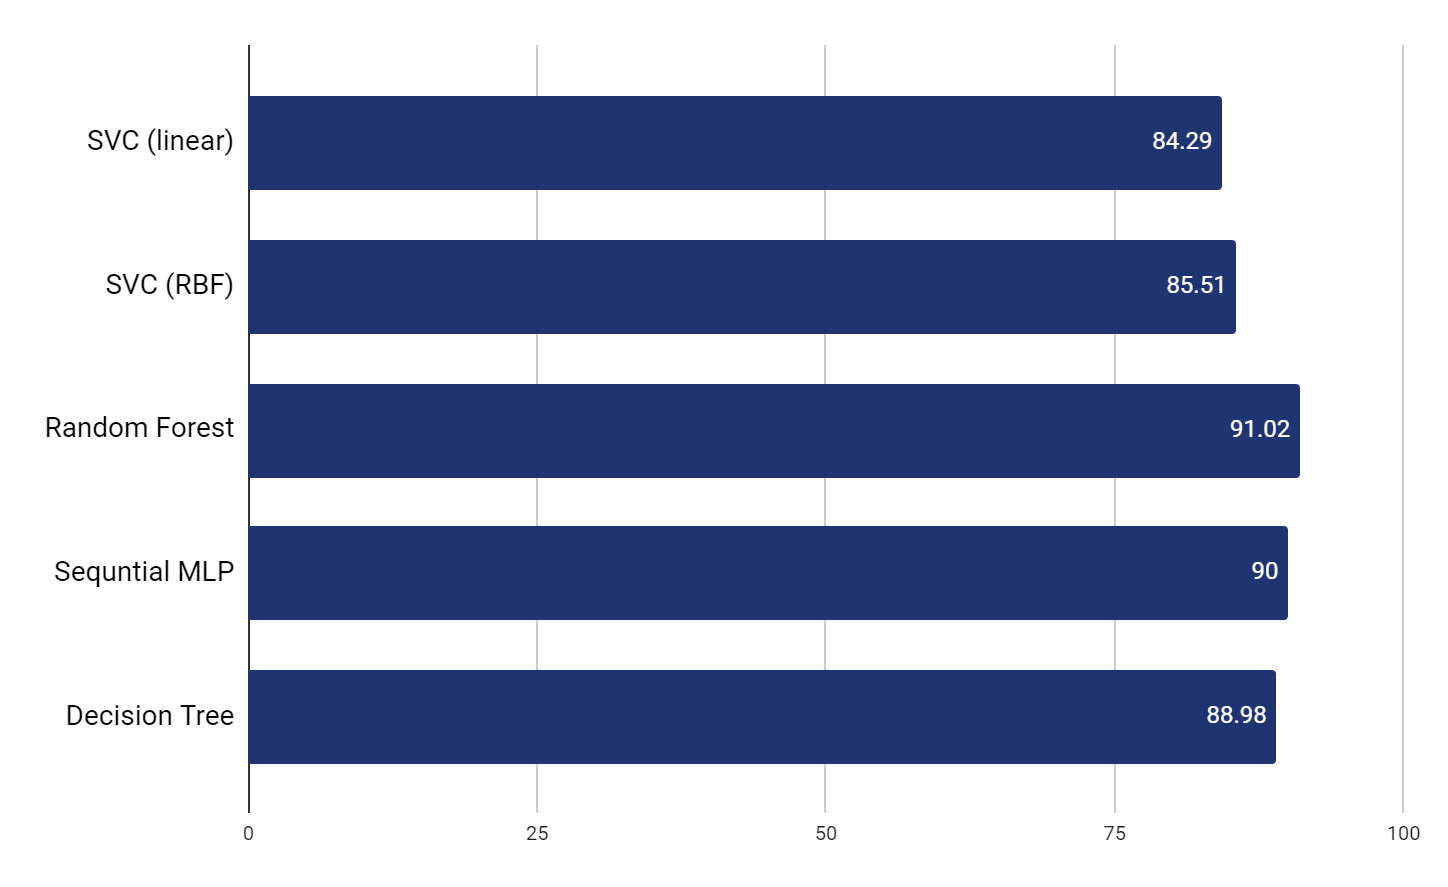 SVC (linear)
84.29
SVC (RBF)
85.51
Random Forest
91.02
Sequntial MLP
90
Decision Tree
88.98
0 25 50 75 100